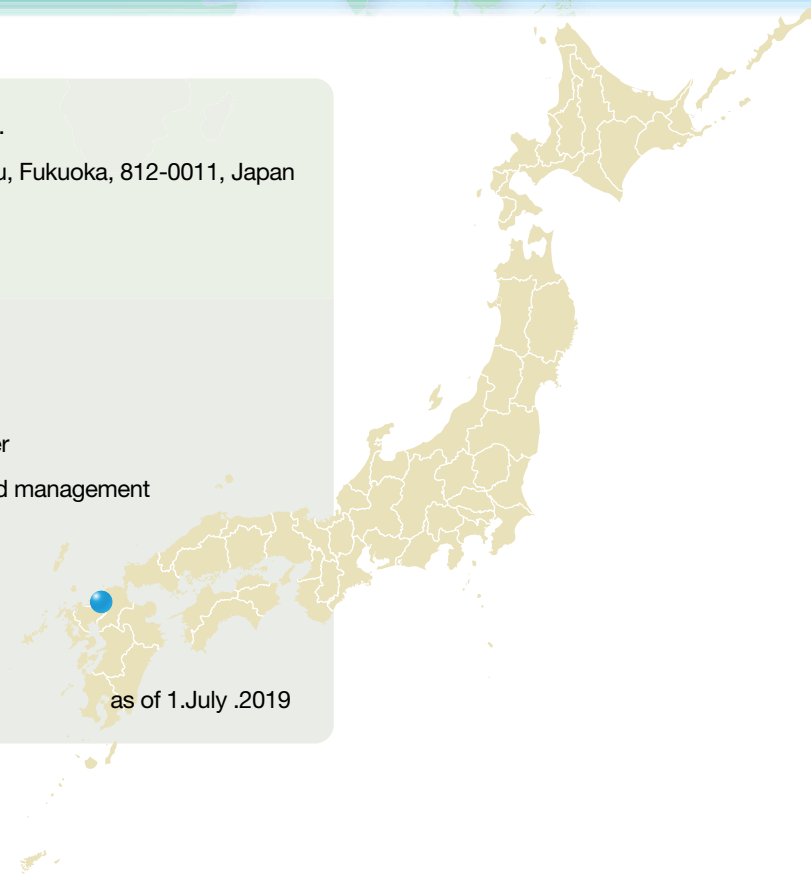 .
u, Fukuoka, 812-0011, Japan
er
d management
as of 1.July .2019